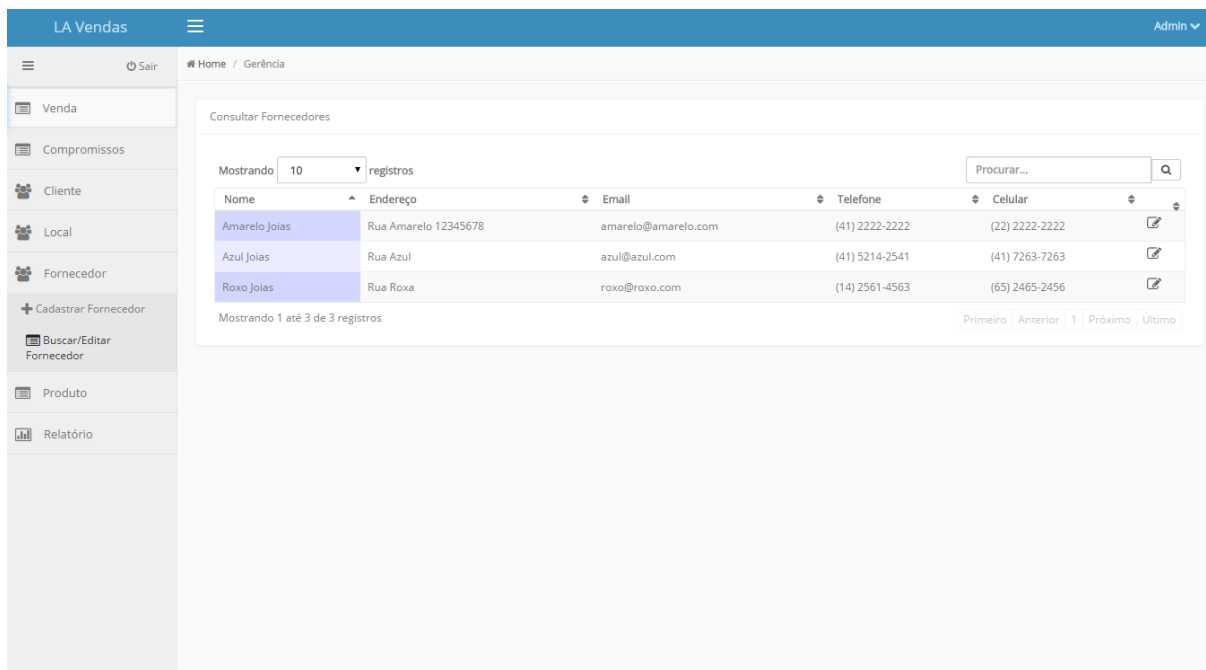 LA Vendas
Admin
Sair
Home / Gerência
Venda
Compromissos
Cliente
Local
Fornecedor
Cadastrar Fornecedor
Buscar/Editar
Fornecedor
Produto
Relatório
Consultar Fornecedores
Mostrando 10 registros
Procurar...
Nome Endereço Email Telefone Celular
Amarelo Joias Rua Amarelo 12345678 amarelo@amarelo.com (41) 2222-2222 (22) 2222-2222
Azul Joias Rua Azul azul@azul.com (41) 5214-2541 (41) 7263-7263
Roxo Joias Rua Roxa roxo@roxo.com (14) 2561-4563 (65) 2465-2456
Mostrando 1 até 3 de 3 registros
Primeiro Anterior 1 Próximo Último